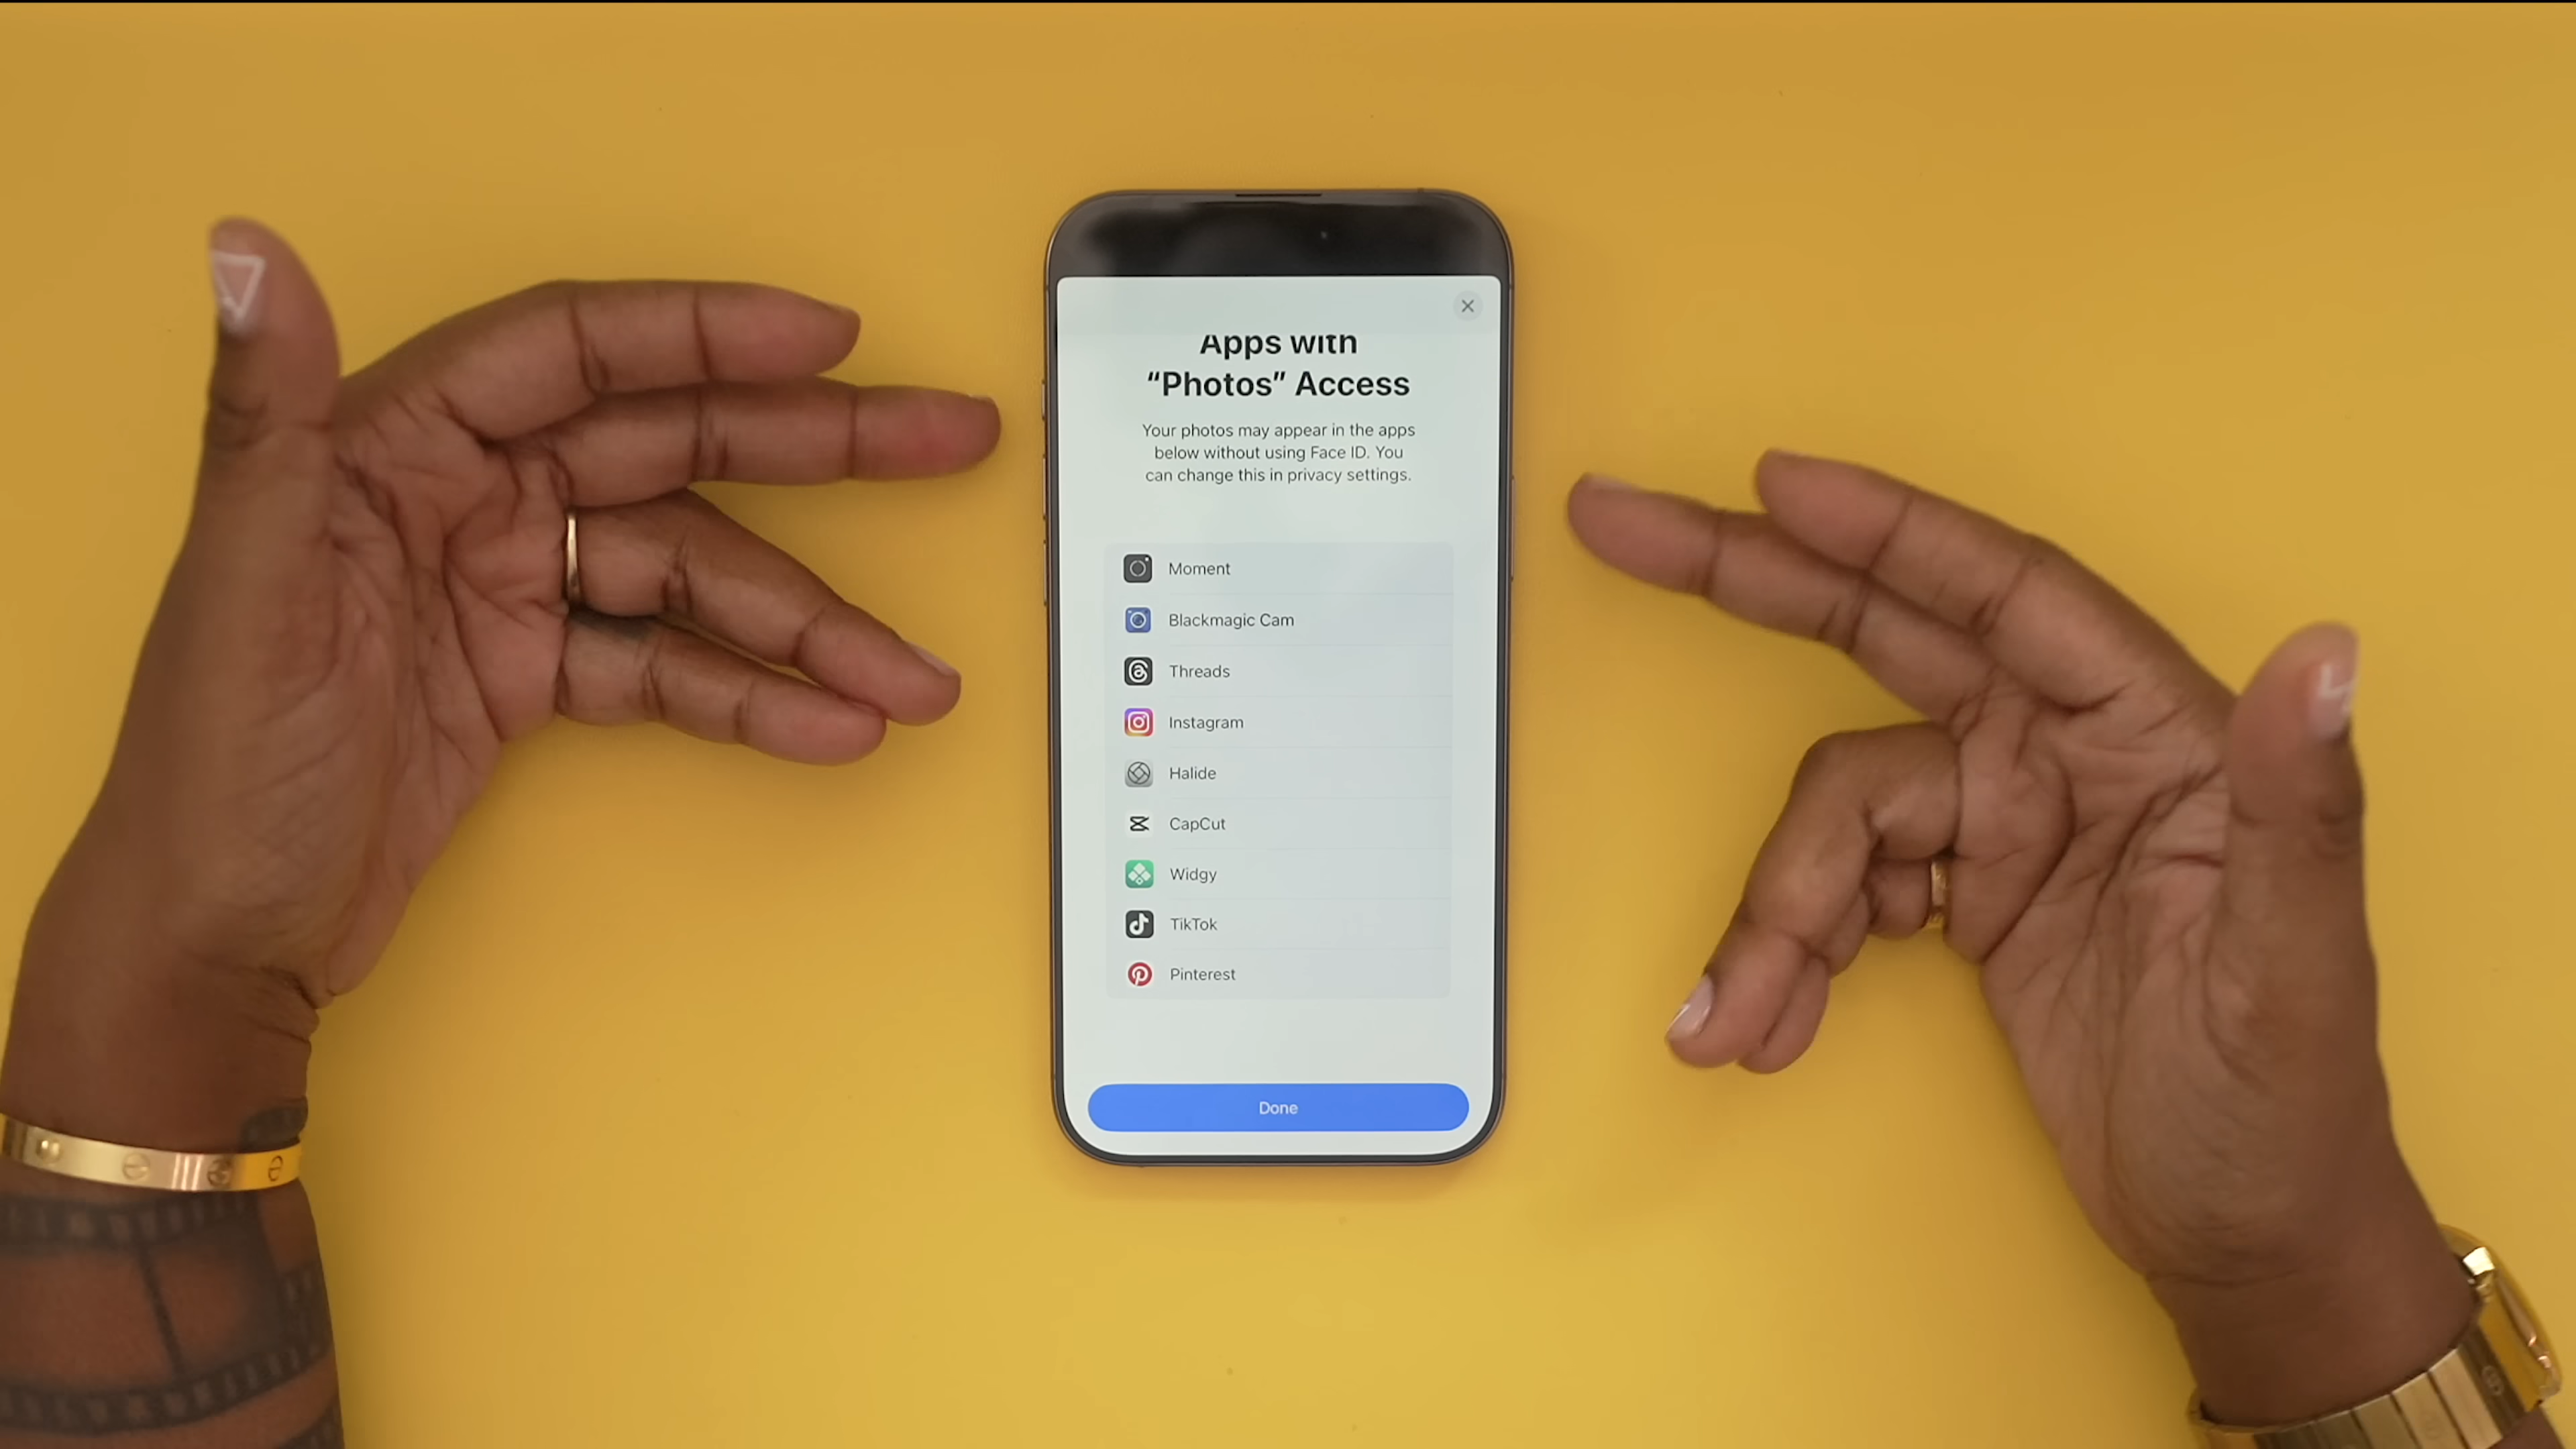 Apps with
“Photos” Access
Your photos may appear in the apps
below without using Face ID. You
can change this in privacy settings.
Moment
Blackmagic Cam
Threads
Instagram
Halide
CapCut
Widgy
TikTok
Pinterest
Done